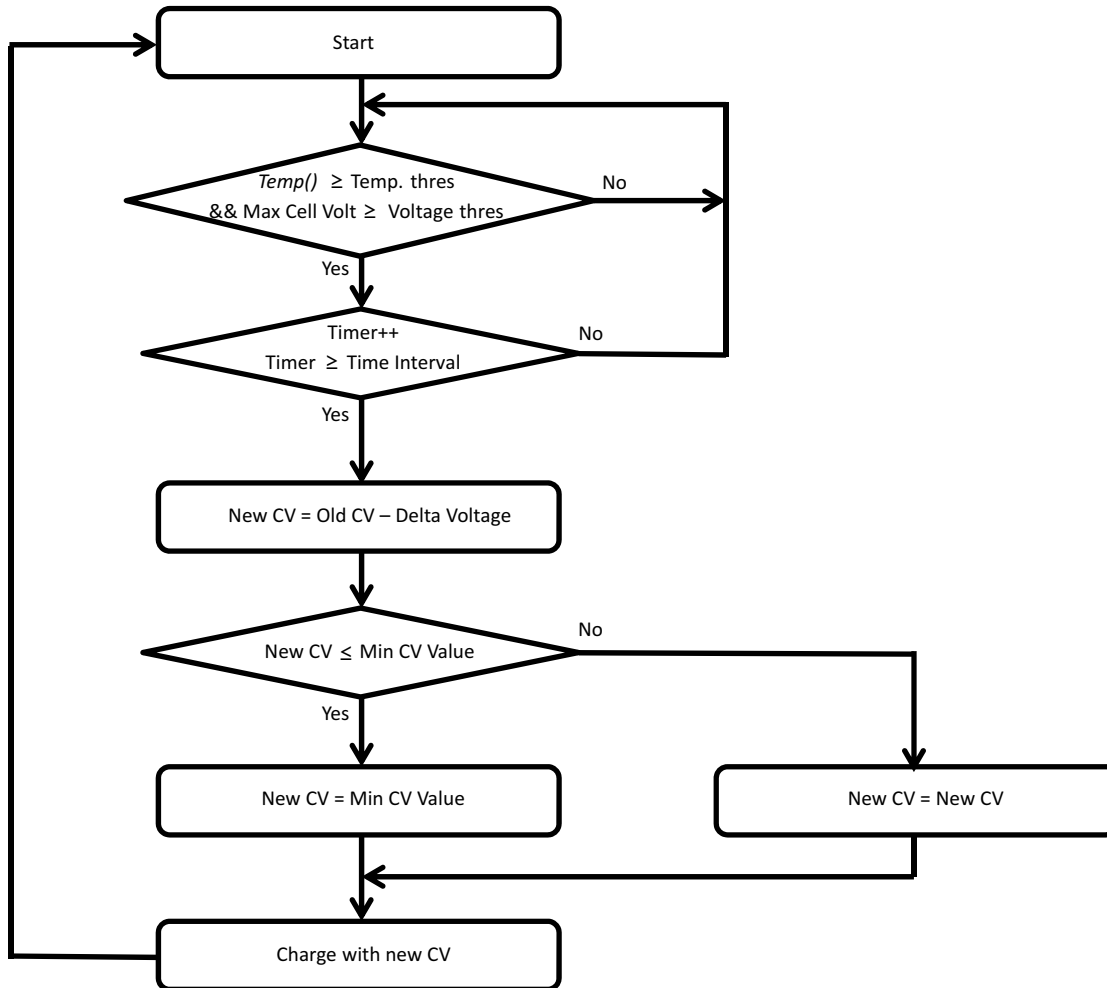 Start
Temp() ≥ Temp. thres
&& Max Cell Volt ≥ Voltage thres
No
Yes
Timer++
Timer ≥ Time Interval
No
Yes
New CV = Old CV – Delta Voltage
New CV ≤ Min CV Value
No
Yes
New CV = Min CV Value
New CV = New CV
Charge with new CV